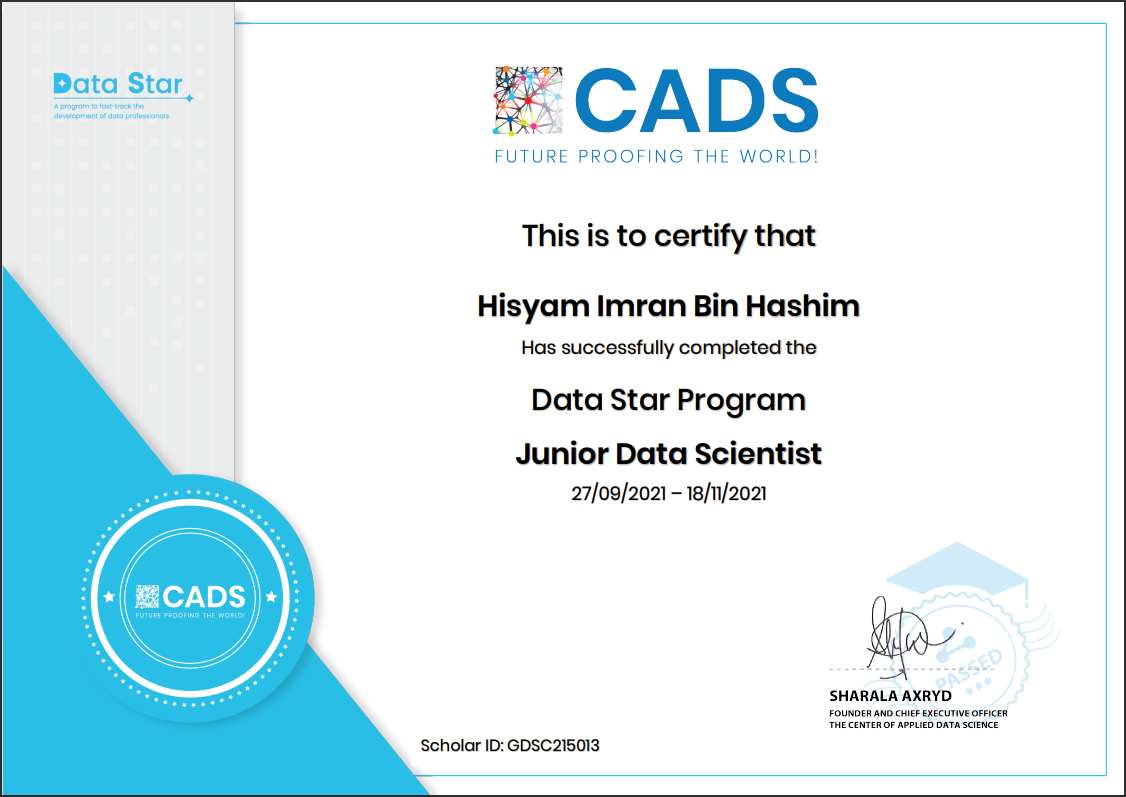 Data Star
A program to fast-track the
development of data professionals
CADS
FUTURE PROOFING THE WORLD!
This is to certify that
Hisyam Imran Bin Hashim
Has successfully completed the
Data Star Program
Junior Data Scientist
27/09/2021 – 18/11/2021
CADS
FUTURE PROOFING THE WORLD!
PASSED
SHARALA AXRYD
FOUNDER AND CHIEF EXECUTIVE OFFICER
THE CENTER OF APPLIED DATA SCIENCE
Scholar ID: GDSC215013